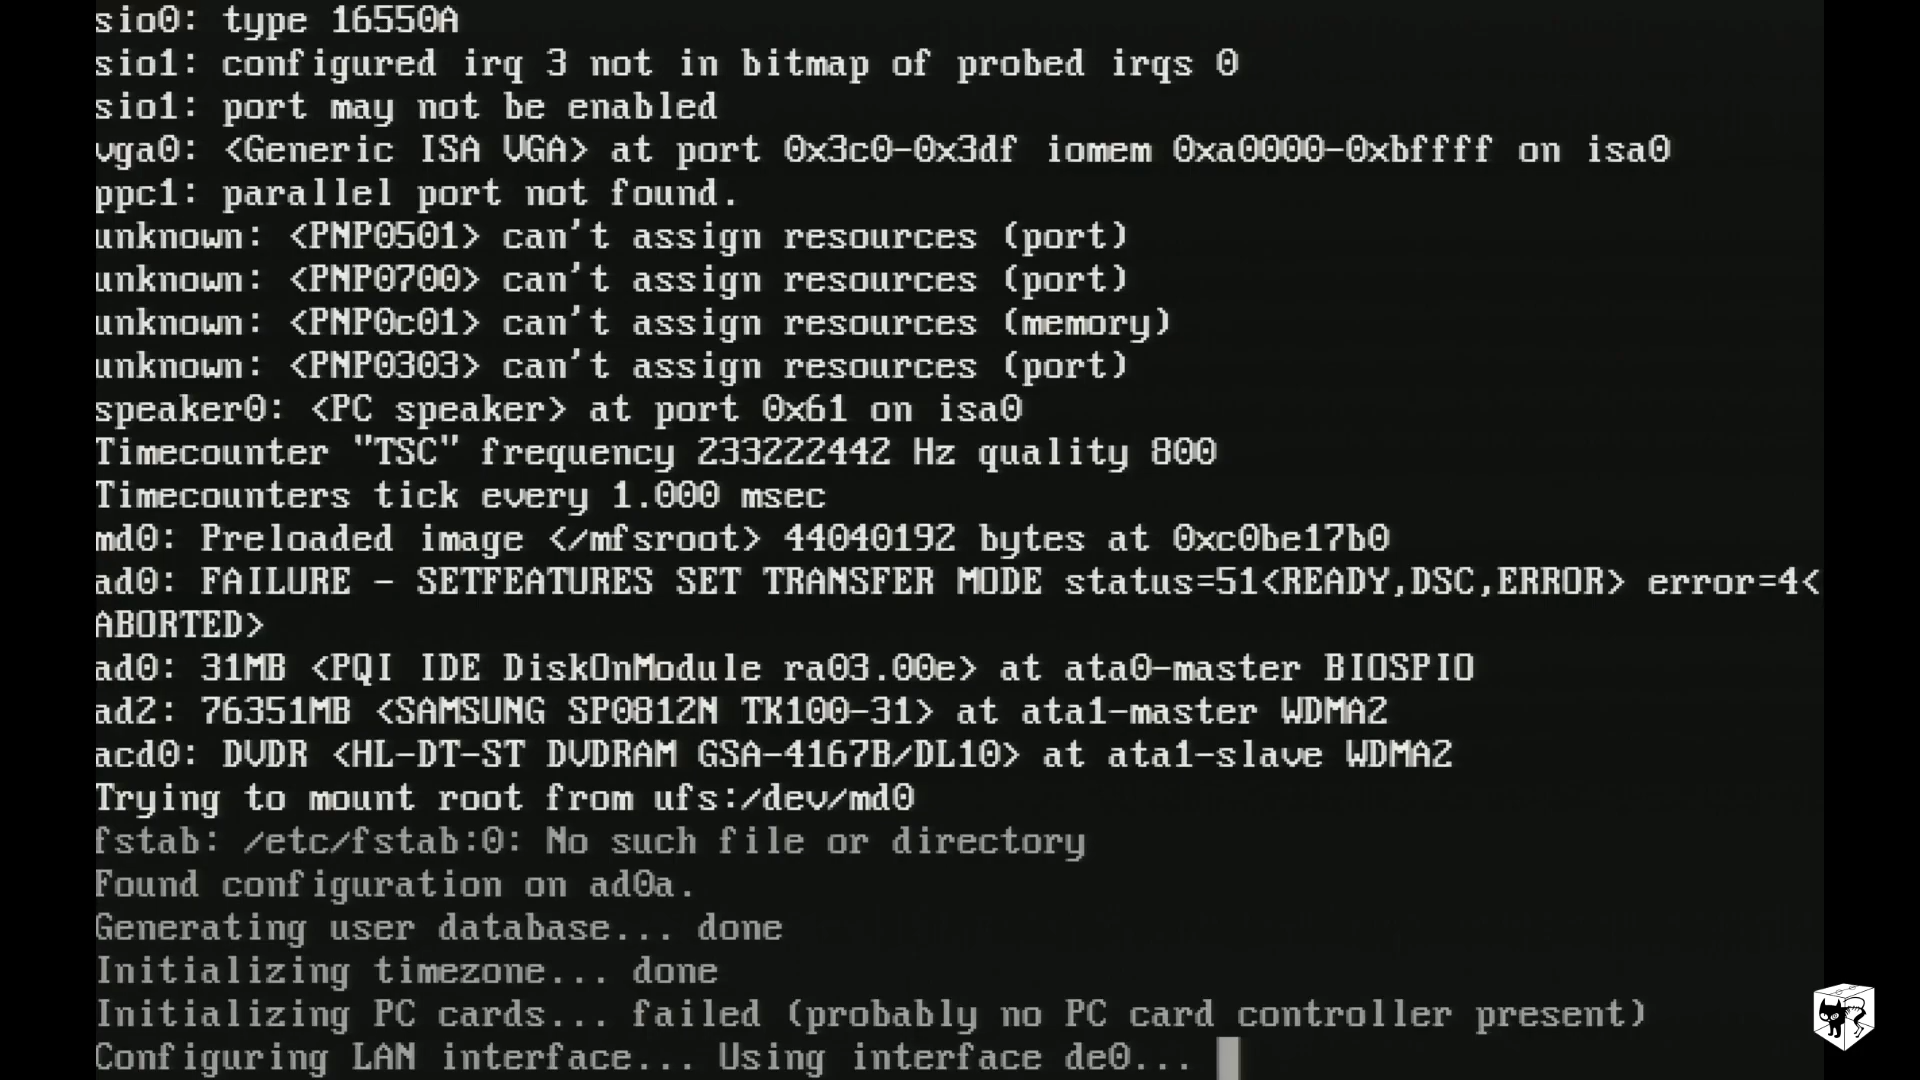 sio0: type 16550A
sio1: configured irq 3 not in bitmap of probed irqs 0
sio1: port may not be enabled
vga0: <Generic ISA VGA> at port 0x3c0-0x3df iomem 0xa0000-0xbffff on isa0
ppc1: parallel port not found.
unknown: <PNP0501> can't assign resources (port)
unknown: <PNP0700> can't assign resources (port)
unknown: <PNP0c01> can't assign resources (memory)
unknown: <PNP0303> can't assign resources (port)
speaker0: <PC speaker> at port 0x61 on isa0
Timecounter "TSC" frequency 233222442 Hz quality 800
Timecounters tick every 1.000 msec
md0: Preloaded image </mfsroot> 44040192 bytes at 0xc0be17b0
ad0: FAILURE - SETFEATURES SET TRANSFER MODE status=51<READY,DSC,ERROR> error=4<
ABORTED>
ad0: 31MB <PQI IDE DiskOnModule ra03.00e> at ata0-master BIOSPIO
ad2: 76351MB <SAMSUNG SP0812N TK100-31> at ata1-master WDMA2
acd0: DVDR <HL-DT-ST DVDRAM GSA-4167B/DL10> at ata1-slave WDMA2
Trying to mount root from ufs:/dev/md0
fstab: /etc/fstab:0: No such file or directory
Found configuration on ad0a.
Generating user database... done
Initializing timezone... done
Initializing PC cards... failed (probably no PC card controller present)
Configuring LAN interface... Using interface de0...